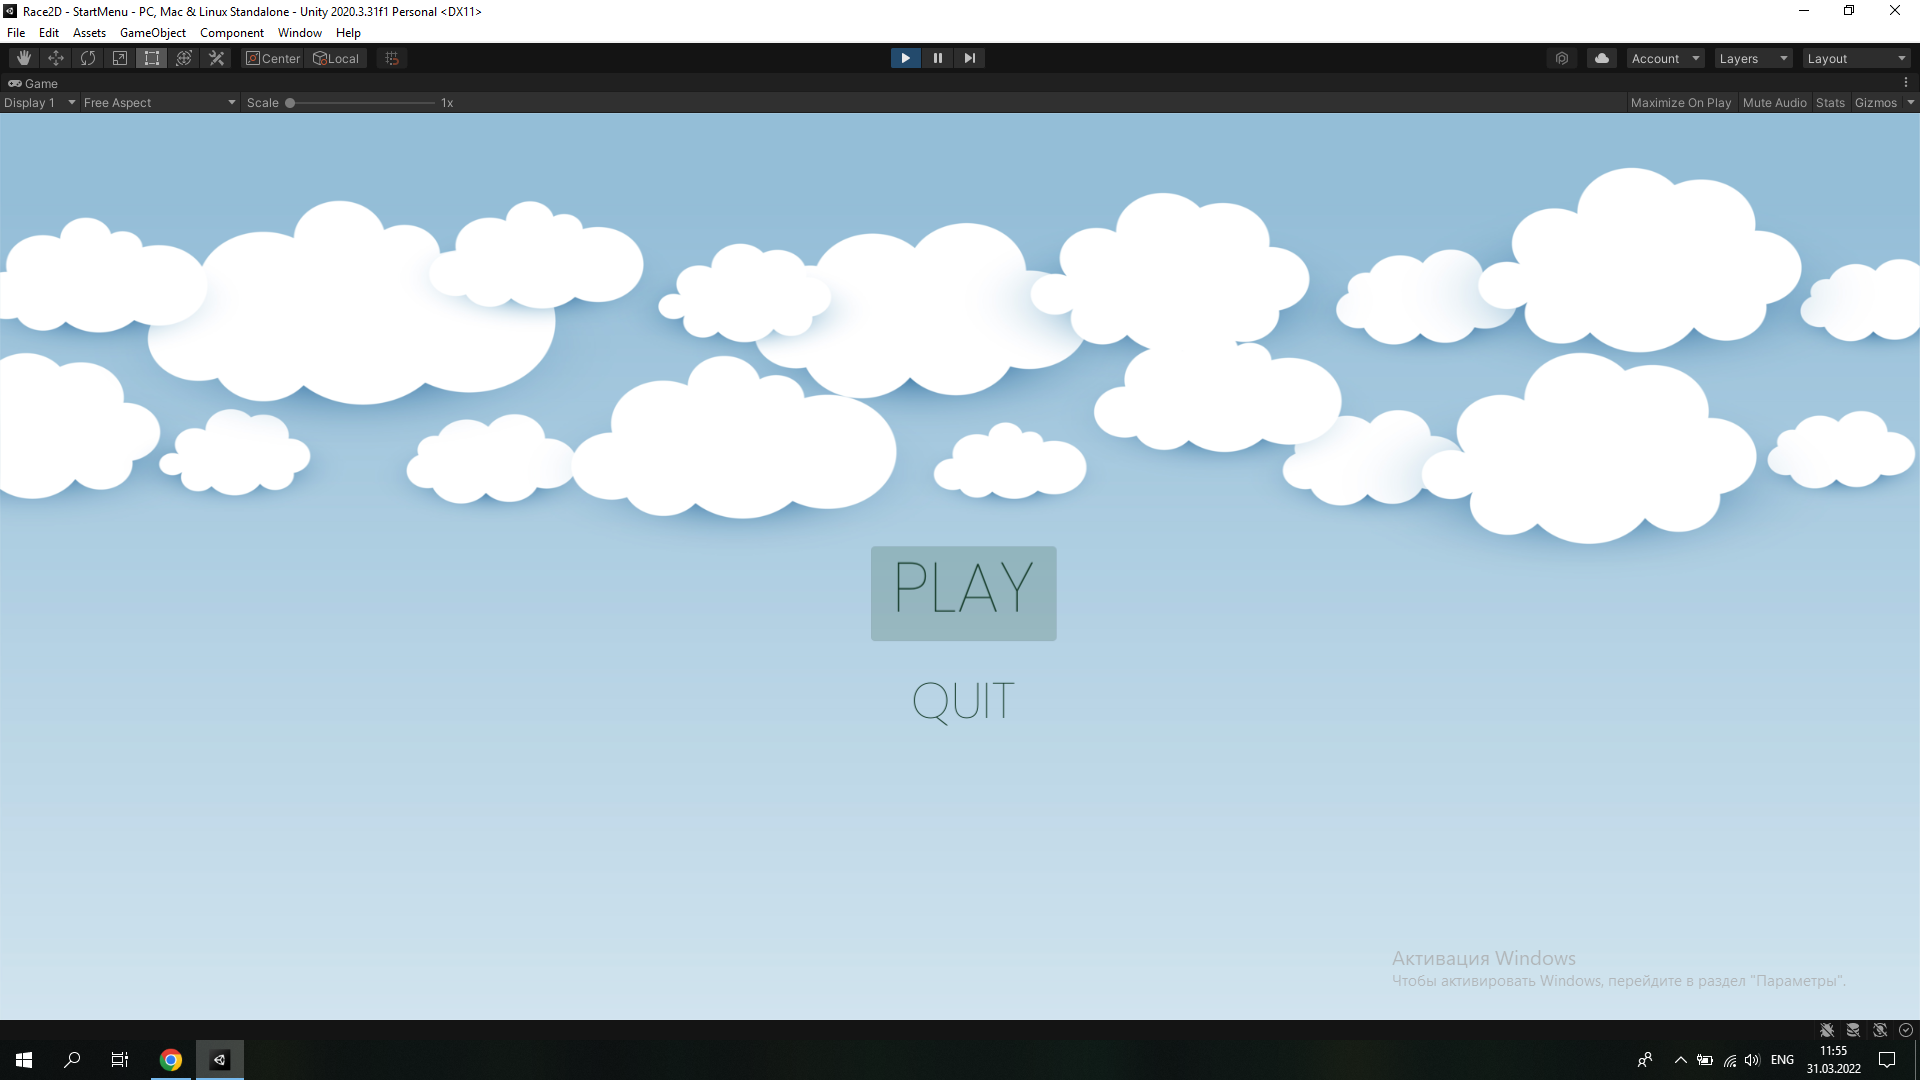 Race2D - StartMenu - PC, Mac & Linux Standalone - Unity 2020.3.31f1 Personal <DX11>
File Edit Assets GameObject Component Window Help
Center Local Account Layers Layout
Game
Display 1 Free Aspect Scale 1x Maximize On Play Mute Audio Stats Gizmos
PLAY
QUIT
Активация Windows
Чтобы активировать Windows, перейдите в раздел "Параметры".
ENG
11:55
31.03.2022